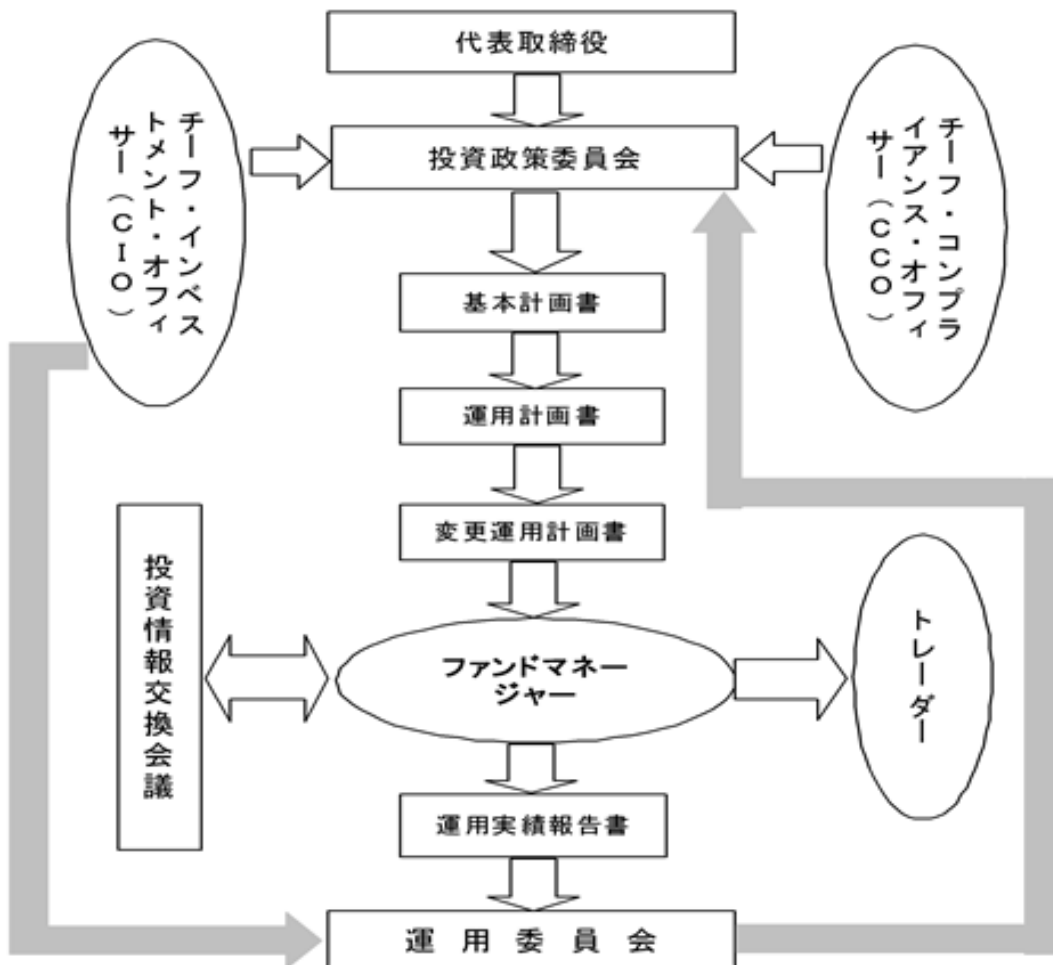 代表取締役
チーフ・インベス
トメント・オフィ
サー（CIO）
投資政策委員会
チーフ・コンプラ
イアンス・オフィ
サー（CCO）
基本計画書
運用計画書
変更運用計画書
投資情報交換会議
ファンドマネー
ジャー
トレーダー
運用実績報告書
運用委員会